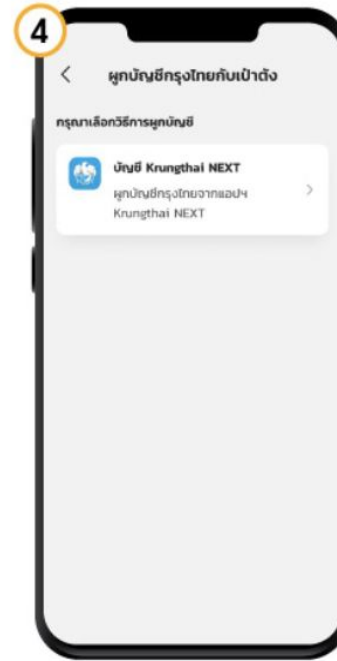 4
ผูกบัญชีกรุงไทยกับเป๋าตัง
กรุณาเลือกวิธีการผูกบัญชี
บัญชี Krungthai NEXT
ผูกบัญชีกรุงไทยจากแอปฯ
Krungthai NEXT